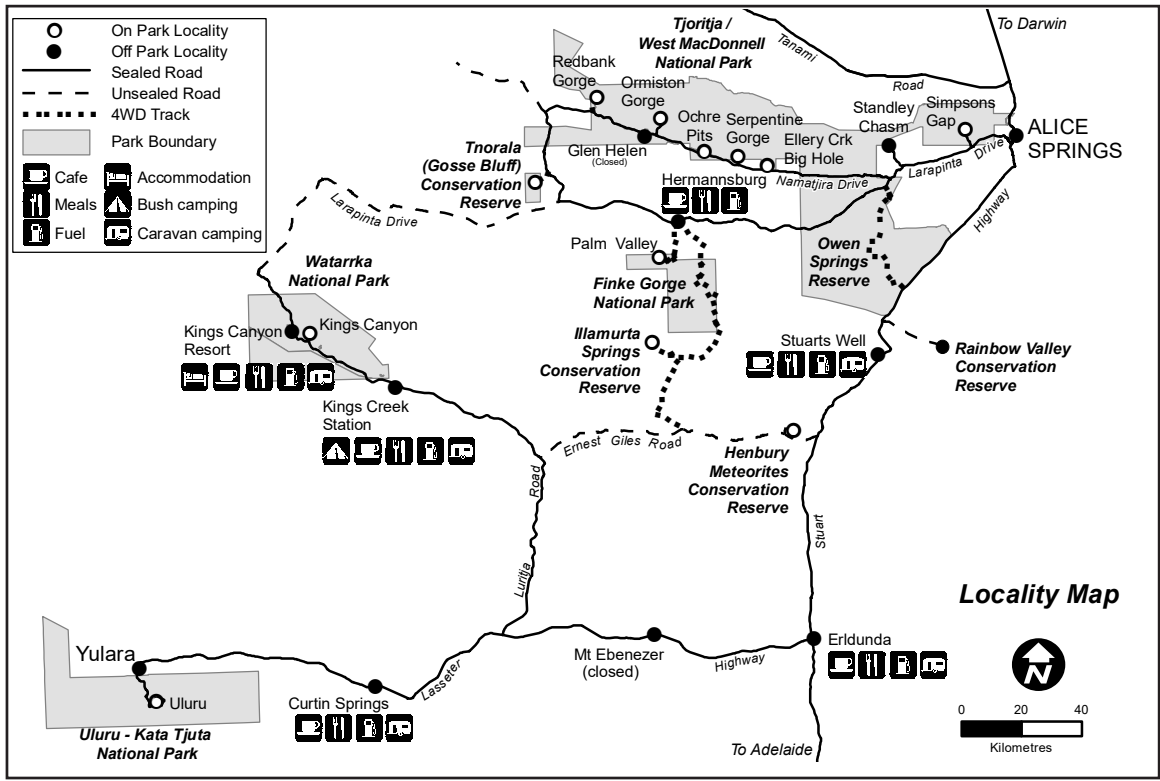 On Park Locality
Off Park Locality
Sealed Road
Unsealed Road
4WD Track
Park Boundary
Cafe
Accommodation
Meals
Bush camping
Fuel
Caravan camping
Tjoritja /
West MacDonnell
National Park
To Darwin
Tanami
Road
Redbank
Gorge
Ormiston
Gorge
Ochre
Pits
Serpentine
Gorge
Ellery Crk
Big Hole
Standley
Chasm
Simpsons
Gap
ALICE
SPRINGS
Glen Helen
(Closed)
Namatjira Drive
Larapinta Drive
Highway
Tnorala
(Gosse Bluff)
Conservation
Reserve
Hermannsburg
Larapinta Drive
Palm Valley
Finke Gorge
National Park
Owen
Springs
Reserve
Watarrka
National Park
Kings Canyon
Resort
Kings Canyon
Illamurta
Springs
Conservation
Reserve
Stuarts Well
Rainbow Valley
Conservation
Reserve
Kings Creek
Station
Ernest Giles Road
Henbury
Meteorites
Conservation
Reserve
Luritja Road
Stuart
Locality Map
N
0 20 40
Kilometres
Yulara
Uluru
Uluru - Kata Tjuta
National Park
Curtin Springs
Lasseter
Highway
Mt Ebenezer
(closed)
Erldunda
To Adelaide